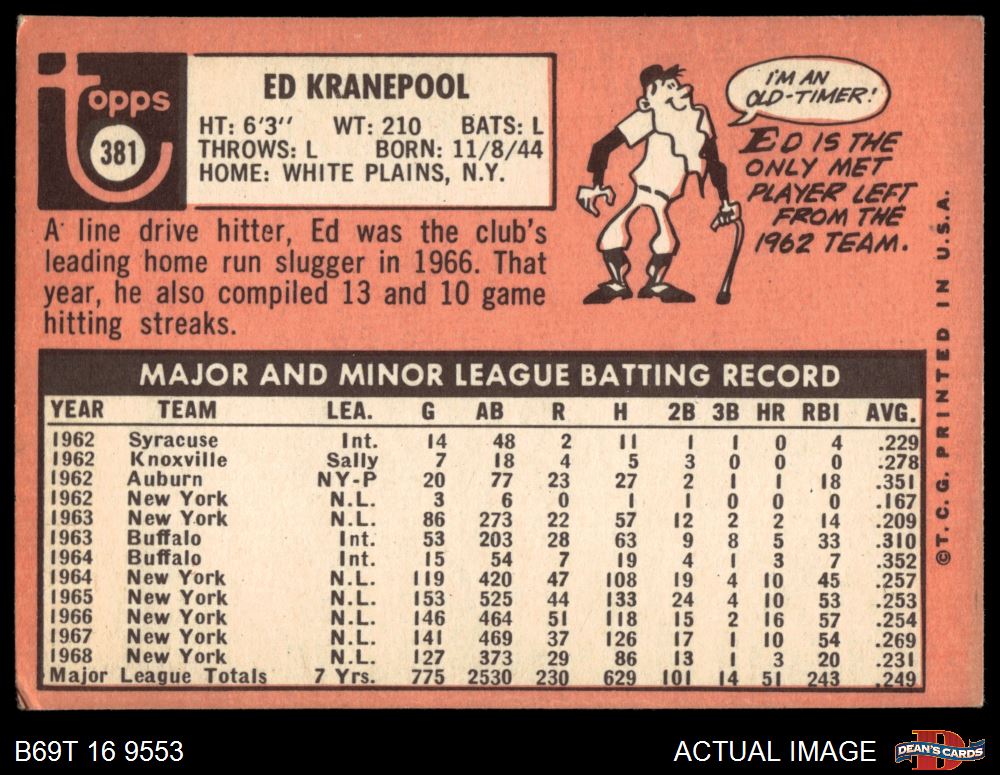 Topps
381
ED KRANEPOOL
HT: 6'3'' WT: 210 BATS: L
THROWS: L BORN: 11/8/44
HOME: WHITE PLAINS, N.Y.
I'M AN
OLD-TIMER!
ED IS THE
ONLY MET
PLAYER LEFT
FROM THE
1962 TEAM.
A line drive hitter, Ed was the club's
leading home run slugger in 1966. That
year, he also compiled 13 and 10 game
hitting streaks.
MAJOR AND MINOR LEAGUE BATTING RECORD
YEAR TEAM LEA. G AB R H 2B 3B HR RBI AVG.
1962 Syracuse Int. 14 48 2 11 1 1 0 4 .229
1962 Knoxville Sally 7 18 4 5 3 0 0 0 .278
1962 Auburn NY-P 20 77 23 27 2 1 1 18 .351
1962 New York N.L. 3 6 0 1 1 0 0 0 .167
1963 New York N.L. 86 273 22 57 12 2 2 14 .209
1963 Buffalo Int. 53 203 28 63 9 8 5 33 .310
1964 Buffalo Int. 15 54 7 19 4 1 3 7 .352
1964 New York N.L. 119 420 47 108 19 4 10 45 .257
1965 New York N.L. 153 525 44 133 24 4 10 53 .253
1966 New York N.L. 146 464 51 118 15 2 16 57 .254
1967 New York N.L. 141 469 37 126 17 1 10 54 .269
1968 New York N.L. 127 373 29 86 13 1 3 20 .231
Major League Totals 7 Yrs. 775 2530 230 629 101 14 51 243 .249
©T. C. G. PRINTED IN U.S.A.
B69T 16 9553
ACTUAL IMAGE
DEAN'S CARDS